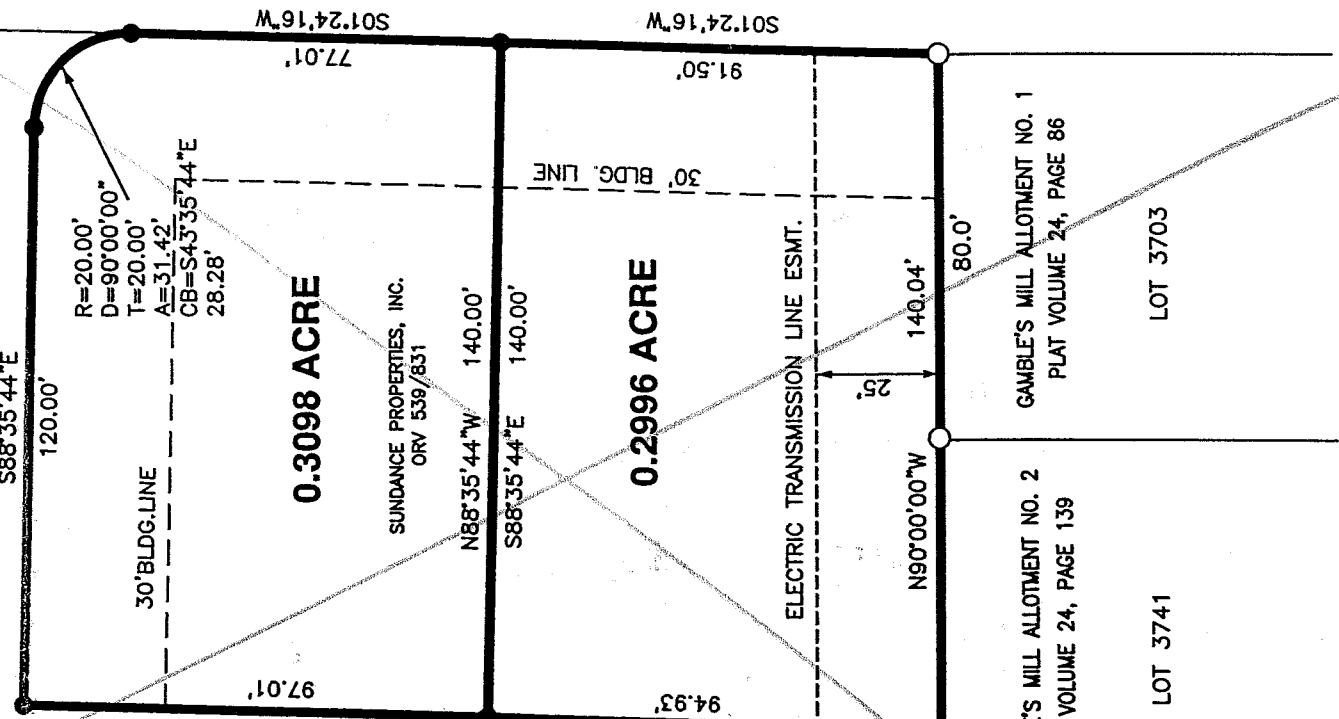 S01°24'16"W
S01°24'16"W
77.01'
91.50'
S88°35'44"E
120.00'
R=20.00'
D=90°00'00"
T=20.00'
A=31.42'
CB=S43°35'44"E
28.28'
30'BLDG.LINE
30' BLDG. LINE
0.3098 ACRE
SUNDANCE PROPERTIES, INC.
ORV 539/831
N88°35'44"W 140.00'
S88°35'44"E 140.00'
0.2996 ACRE
ELECTRIC TRANSMISSION LINE ESMT.
25'
N90°00'00"W 140.04'
80.0'
97.01'
94.93'
GAMBLE'S MILL ALLOTMENT NO. 1
PLAT VOLUME 24, PAGE 86
LOT 3703
'S MILL ALLOTMENT NO. 2
VOLUME 24, PAGE 139
LOT 3741